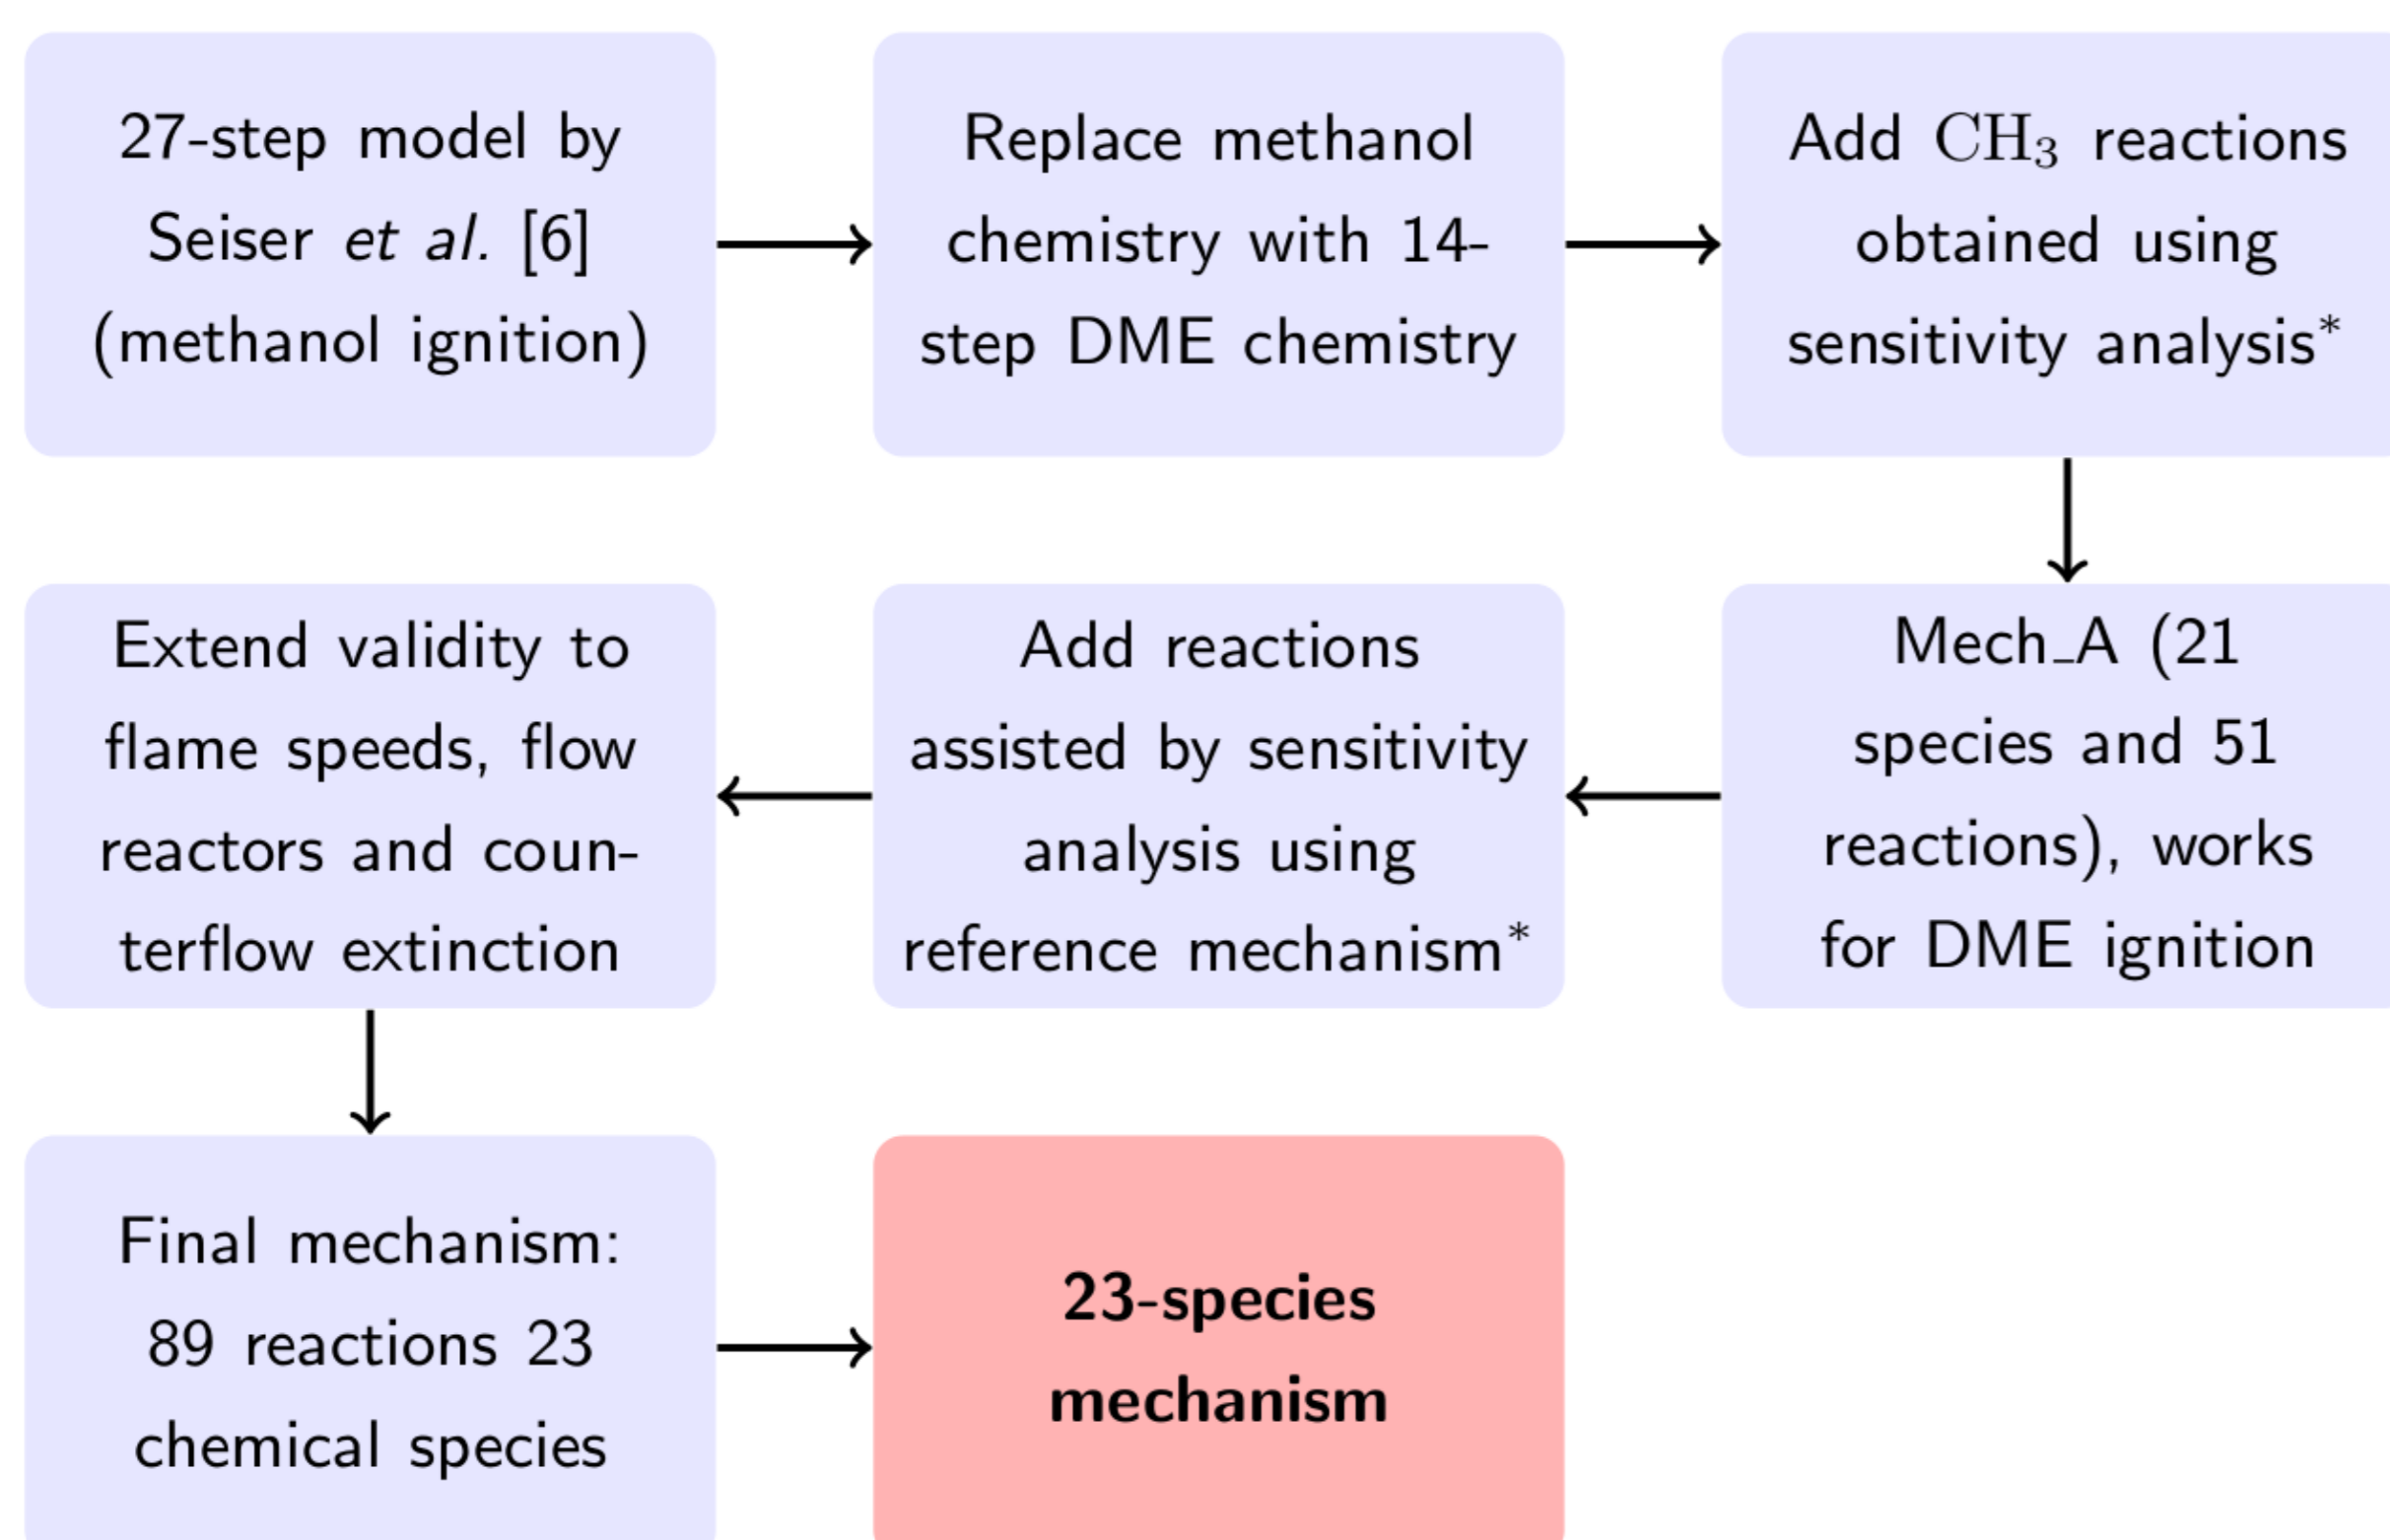 27-step model by
Seiser et al. [6]
(methanol ignition)
Replace methanol
chemistry with 14-
step DME chemistry
Add CH₃ reactions
obtained using
sensitivity analysis*
Mech_A (21
species and 51
reactions), works
for DME ignition
Add reactions
assisted by sensitivity
analysis using
reference mechanism*
Extend validity to
flame speeds, flow
reactors and coun-
terflow extinction
Final mechanism:
89 reactions 23
chemical species
23-species
mechanism